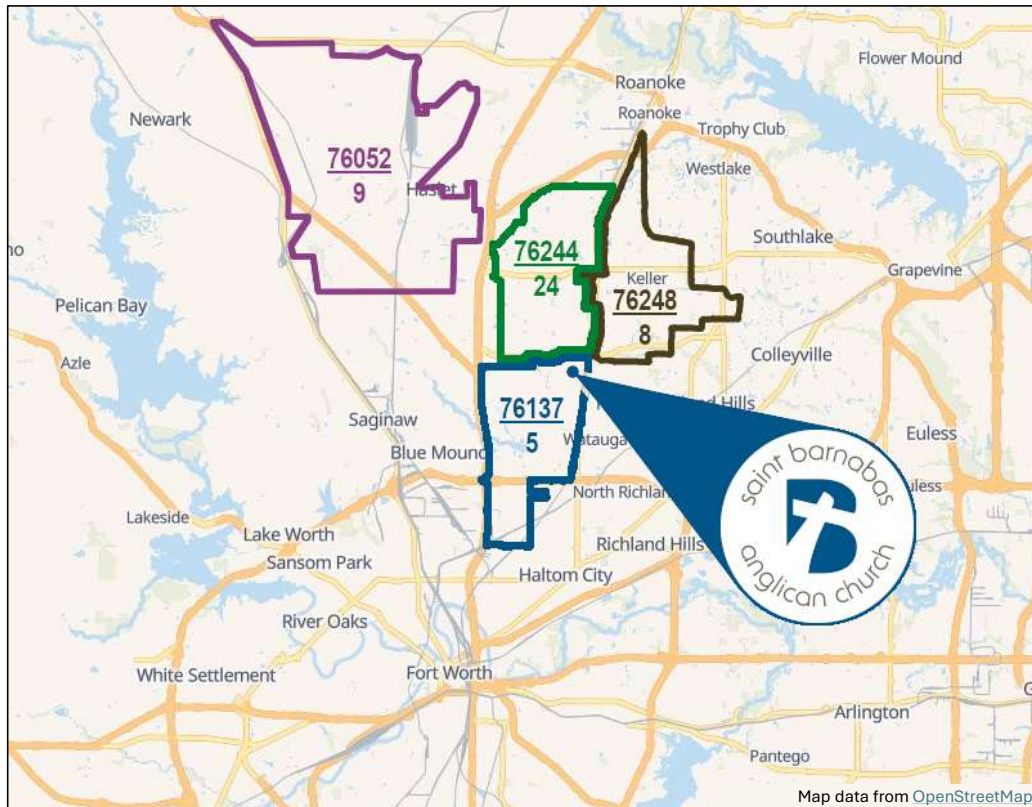 Roanoke
Flower Mound
Newark
Roanoke
Trophy Club
76052
9
Haslet
Westlake
76244
24
Southlake
Keller
Grapevine
76248
8
Pelican Bay
Azle
Colleyville
Saginaw
76137
5
Euless
Blue Mound
saint barnabas
anglican church
B
North Richland
Lakeside
Lake Worth
Richland Hills
Sansom Park
Haltom City
River Oaks
White Settlement
Fort Worth
Arlington
Pantego
Map data from OpenStreetMap